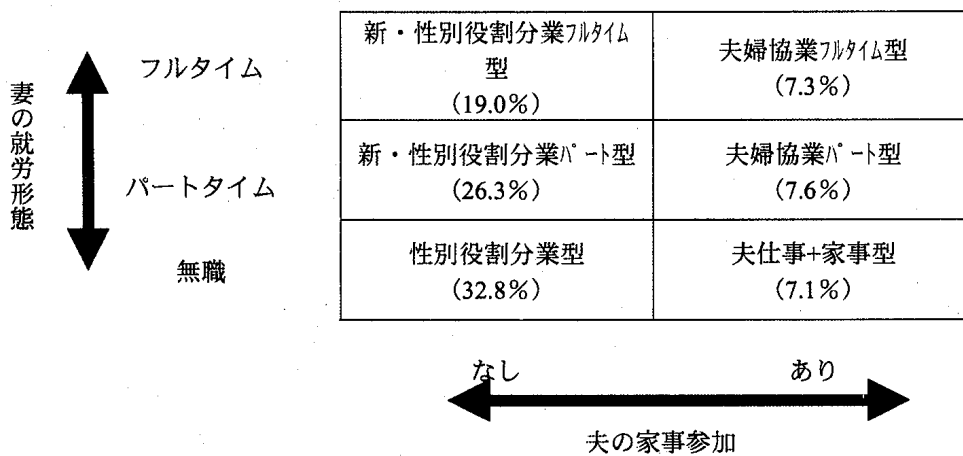 妻の就労形態
フルタイム
パートタイム
無職
新・性別役割分業フルタイム
型
(19.0%)
夫婦協業フルタイム型
(7.3%)
新・性別役割分業パート型
(26.3%)
夫婦協業パート型
(7.6%)
性別役割分業型
(32.8%)
夫仕事+家事型
(7.1%)
なし
あり
夫の家事参加